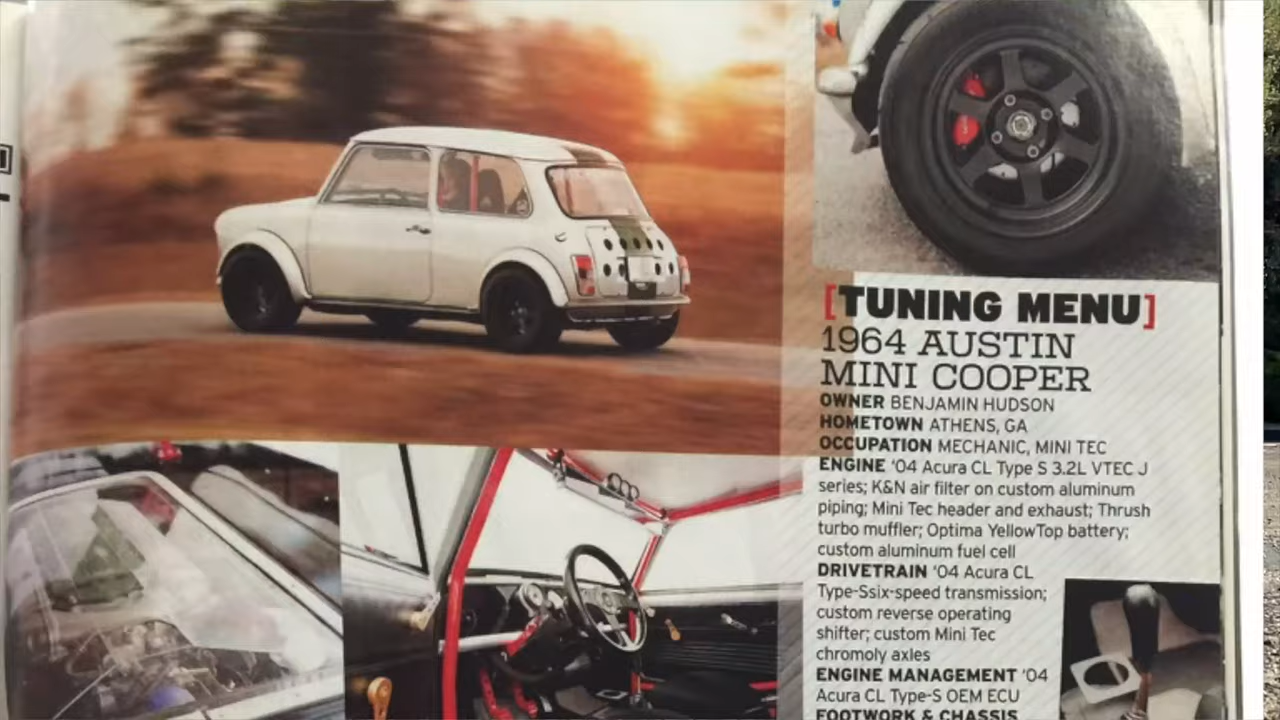 [TUNING MENU]
1964 AUSTIN
MINI COOPER
OWNER BENJAMIN HUDSON
HOMETOWN ATHENS, GA
OCCUPATION MECHANIC, MINI TEC
ENGINE '04 Acura CL Type S 3.2L VTEC J
series; K&N air filter on custom aluminum
piping; Mini Tec header and exhaust; Thrush
turbo muffler; Optima YellowTop battery;
custom aluminum fuel cell
DRIVETRAIN '04 Acura CL
Type-Ssix-speed transmission;
custom reverse operating
shifter; custom Mini Tec
chromoly axles
ENGINE MANAGEMENT '04
Acura CL Type-S OEM ECU
FOOTWORK & CHASSIS